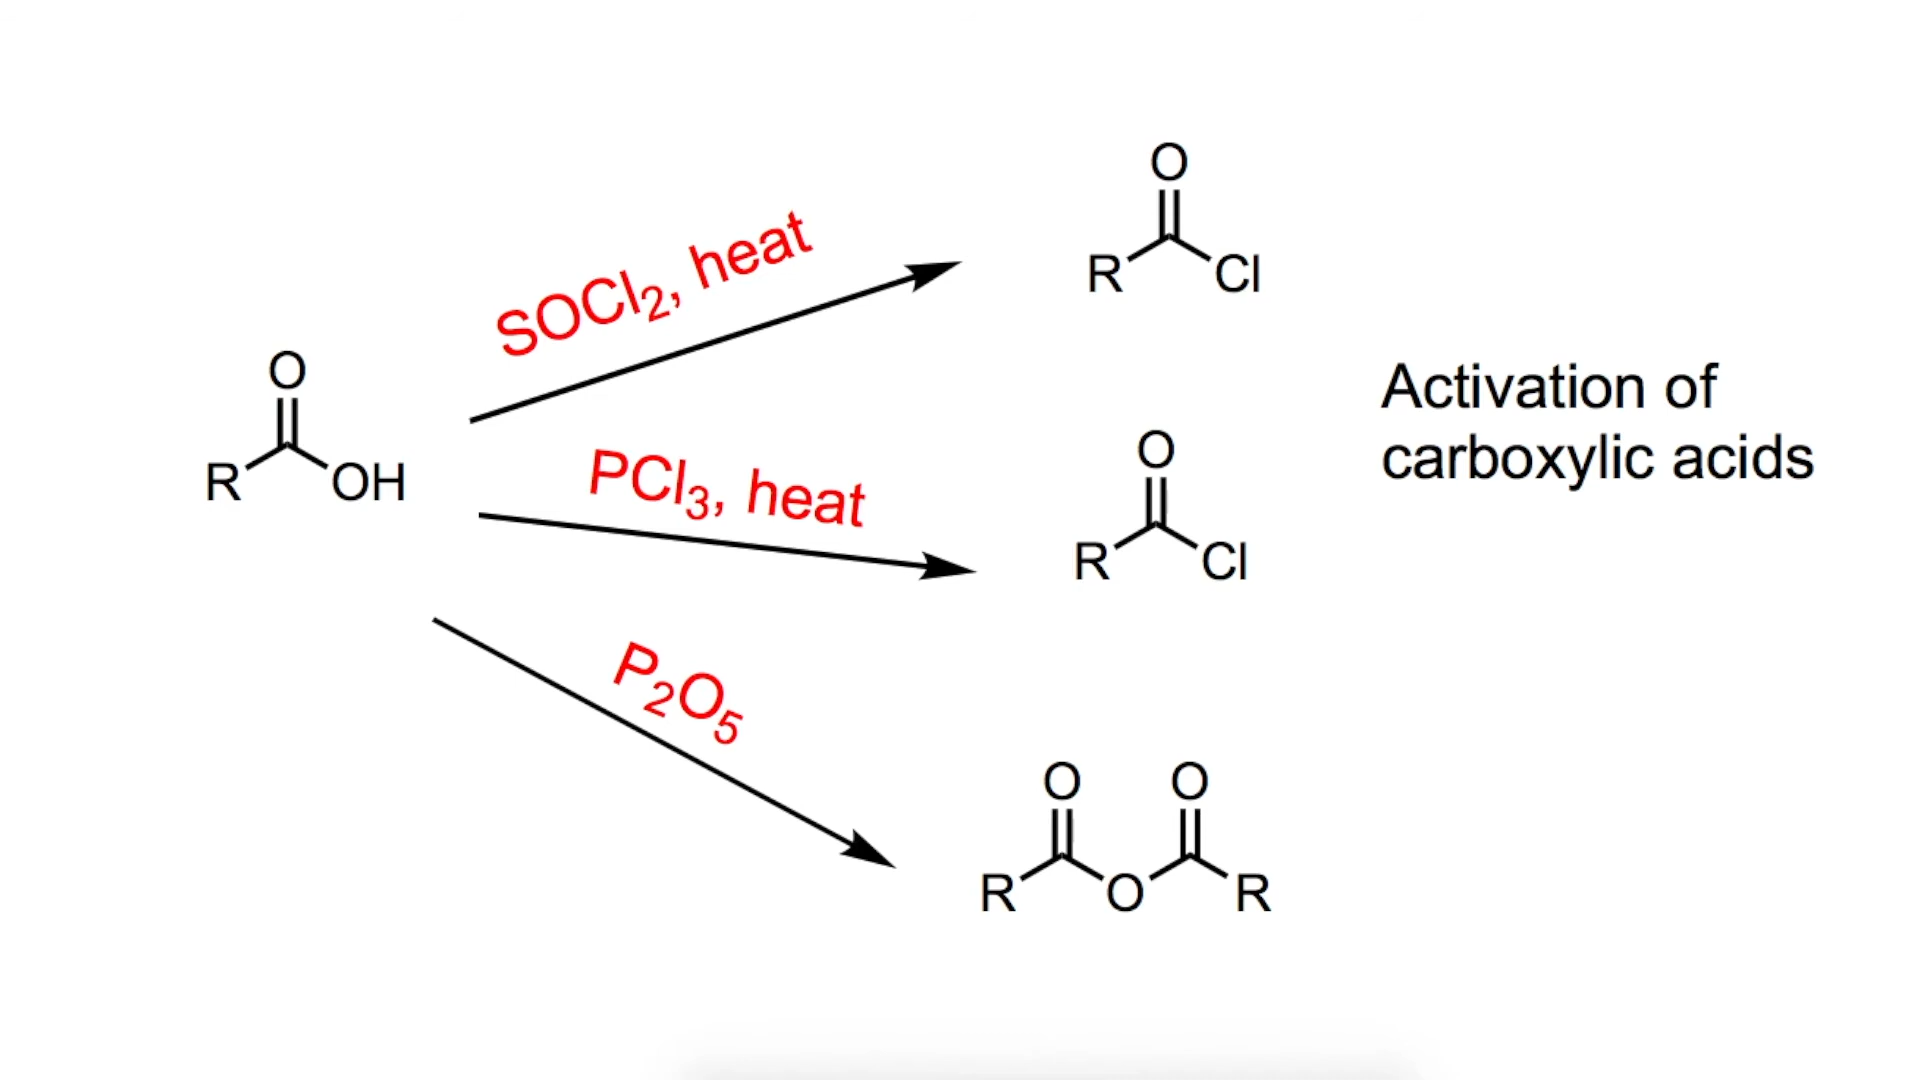 O
R Cl
SOCl₂, heat
O
R OH
Activation of
carboxylic acids
PCl₃, heat
O
R Cl
P₂O₅
O O
R O R